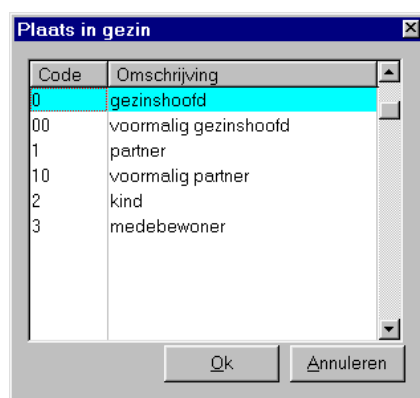 Plaats in gezin
Code Omschrijving
0 gezinshoofd
00 voormalig gezinshoofd
1 partner
10 voormalig partner
2 kind
3 medebewoner
Ok Annuleren